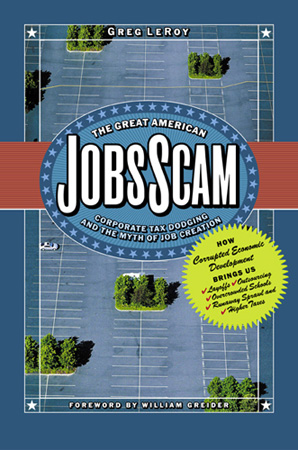 GREG LEROY
THE GREAT AMERICAN
JOBSSCAM
CORPORATE TAX DODGING
AND THE MYTH OF JOB CREATION
HOW
Corrupted Economic
Development
BRINGS US
✓Layoffs ✓Outsourcing
✓Overcrowded Schools
✓Runaway Sprawl and
✓Higher Taxes
FOREWORD BY WILLIAM GREIDER